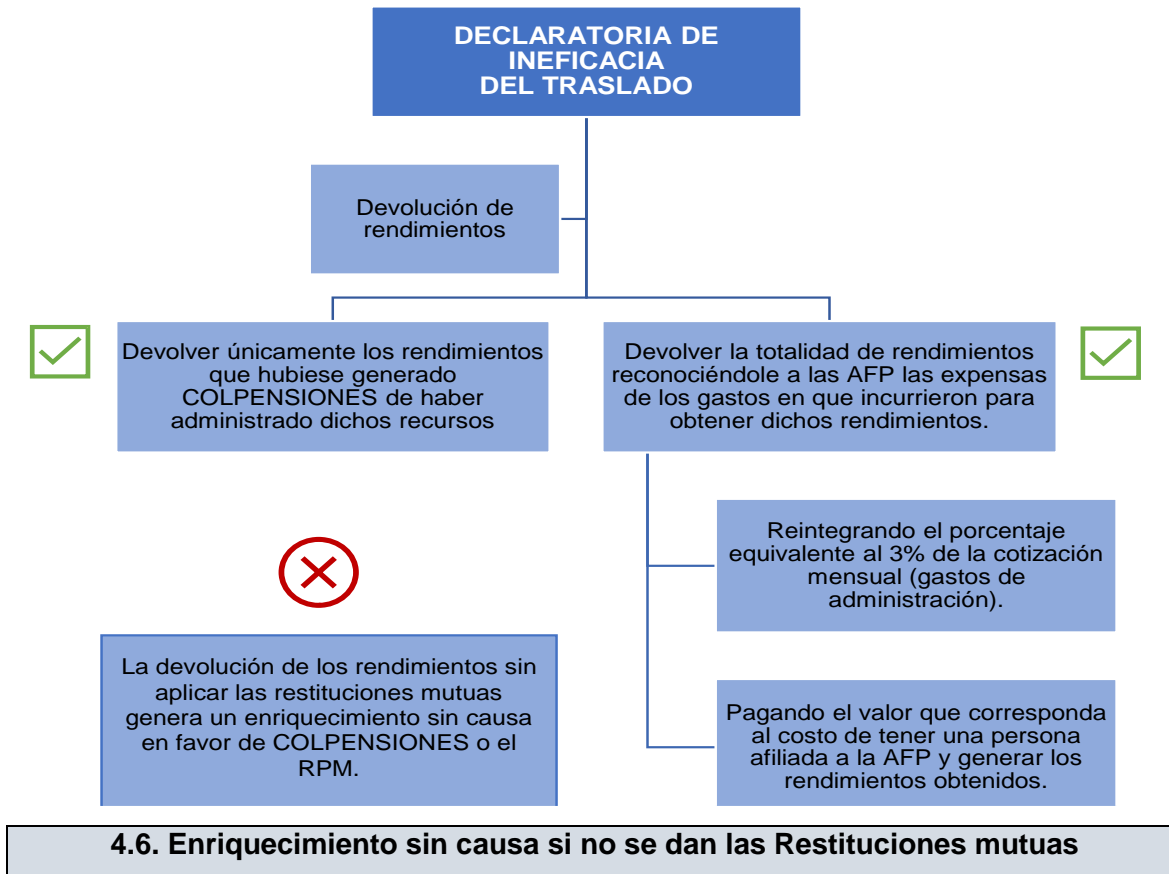 DECLARATORIA DE
INEFICACIA
DEL TRASLADO
Devolución de
rendimientos
Devolver únicamente los rendimientos
que hubiese generado
COLPENSIONES de haber
administrado dichos recursos
Devolver la totalidad de rendimientos
reconociéndole a las AFP las expensas
de los gastos en que incurrieron para
obtener dichos rendimientos.
Reintegrando el porcentaje
equivalente al 3% de la cotización
mensual (gastos de
administración).
La devolución de los rendimientos sin
aplicar las restituciones mutuas
genera un enriquecimiento sin causa
en favor de COLPENSIONES o el
RPM.
Pagando el valor que corresponda
al costo de tener una persona
afiliada a la AFP y generar los
rendimientos obtenidos.
4.6. Enriquecimiento sin causa si no se dan las Restituciones mutuas